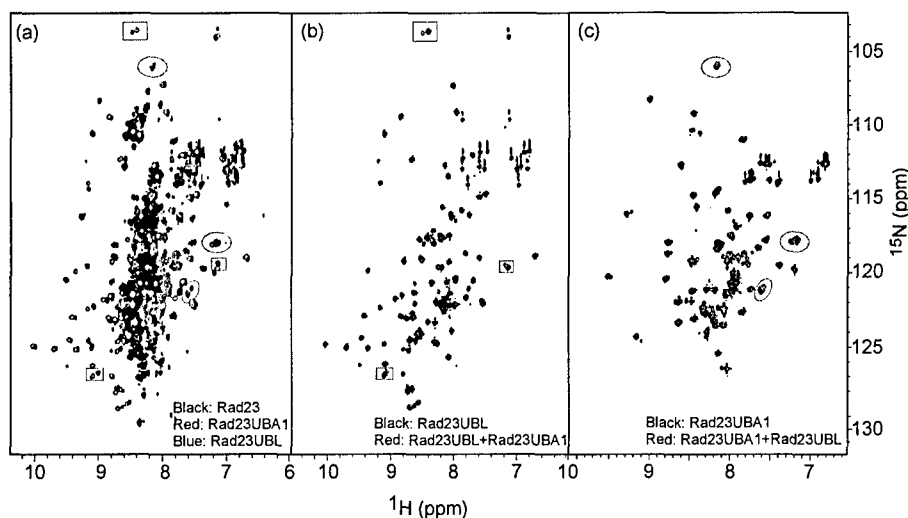 (a)
(b)
(c)
Black: Rad23
Red: Rad23UBA1
Blue: Rad23UBL
Black: Rad23UBL
Red: Rad23UBL+Rad23UBA1
Black: Rad23UBA1
Red: Rad23UBA1+Rad23UBL
105
110
115
120
125
130
15N (ppm)
10 9 8 7 6
10 9 8 7
9 8 7
1H (ppm)